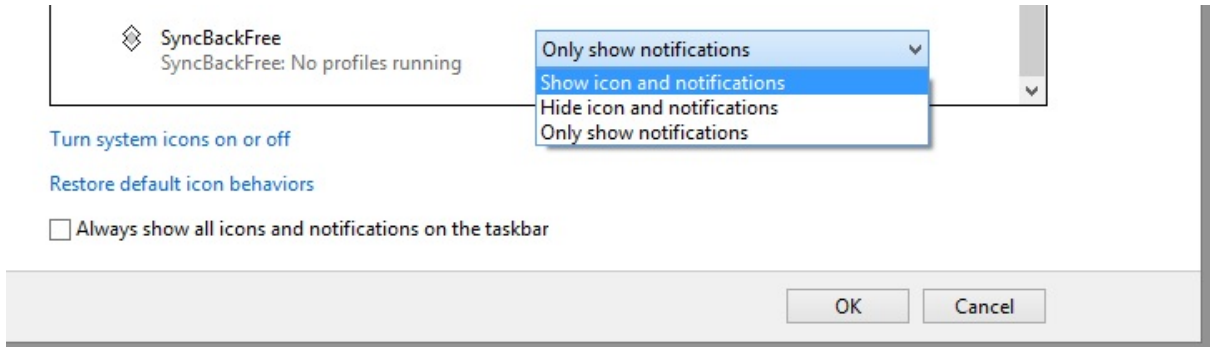 SyncBackFree
SyncBackFree: No profiles running
Only show notifications
Show icon and notifications
Hide icon and notifications
Only show notifications
Turn system icons on or off
Restore default icon behaviors
Always show all icons and notifications on the taskbar
OK
Cancel